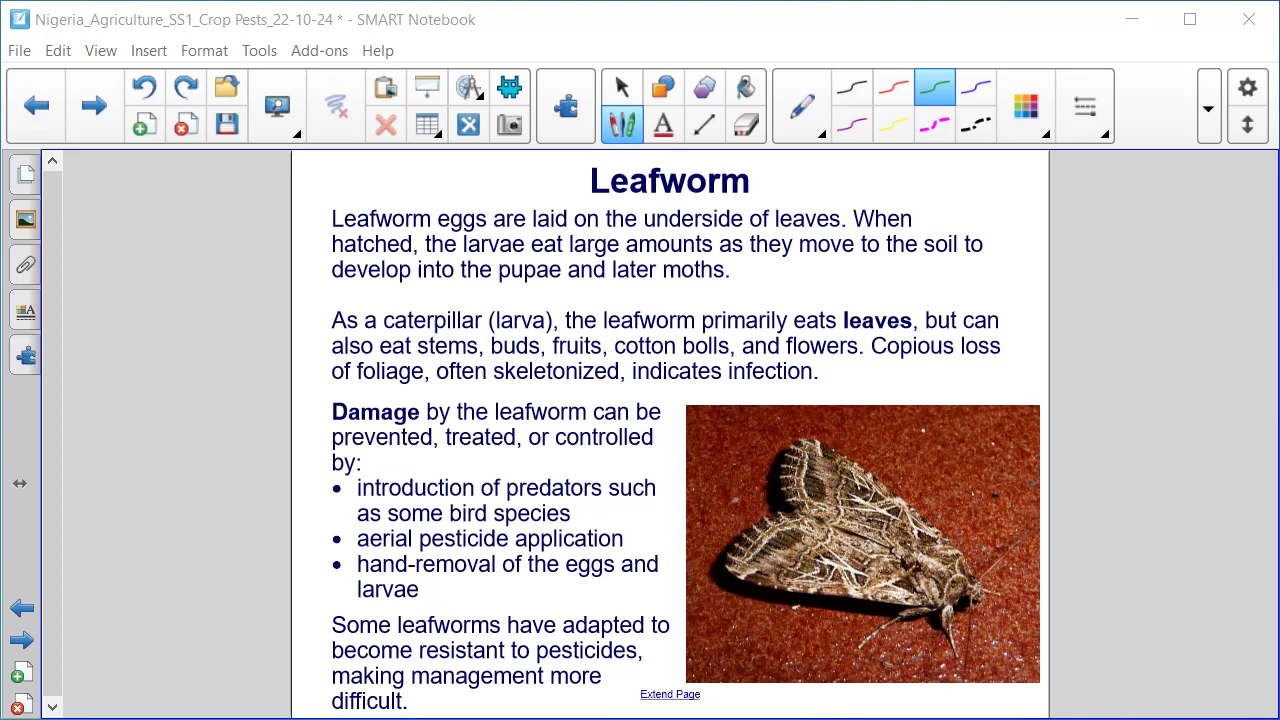 Nigeria_Agriculture_SS1_Crop Pests_22-10-24 * - SMART Notebook
File Edit View Insert Format Tools Add-ons Help
Leafworm
Leafworm eggs are laid on the underside of leaves. When
hatched, the larvae eat large amounts as they move to the soil to
develop into the pupae and later moths.
As a caterpillar (larva), the leafworm primarily eats leaves, but can
also eat stems, buds, fruits, cotton bolls, and flowers. Copious loss
of foliage, often skeletonized, indicates infection.
Damage by the leafworm can be
prevented, treated, or controlled
by:
• introduction of predators such
as some bird species
• aerial pesticide application
• hand-removal of the eggs and
larvae
Some leafworms have adapted to
become resistant to pesticides,
making management more
difficult.
Extend Page